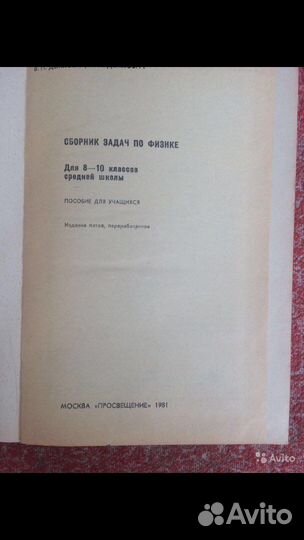 СБОРНИК ЗАДАЧ ПО ФИЗИКЕ
Для 8—10 классов
средней школы
ПОСОБИЕ ДЛЯ УЧАЩИХСЯ
Издание пятое, переработанное
МОСКВА «ПРОСВЕЩЕНИЕ» 1981
Avito
Avito